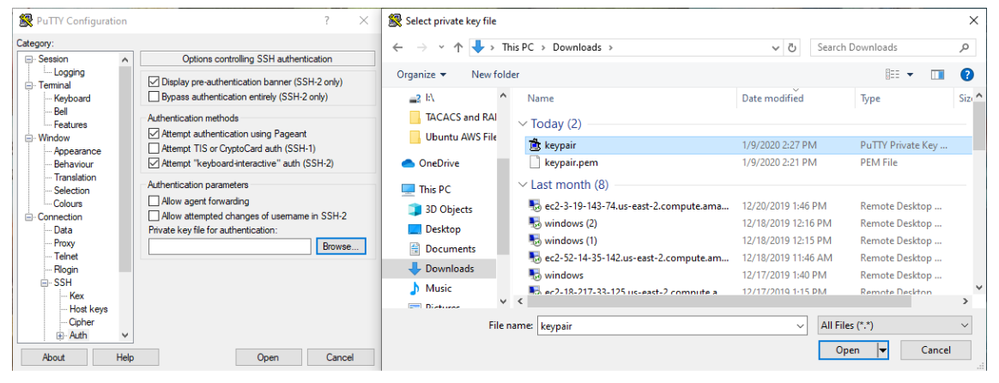 PuTTY Configuration
Category:
Session
Logging
Terminal
Keyboard
Bell
Features
Window
Appearance
Behaviour
Translation
Selection
Colours
Connection
Data
Proxy
Telnet
Rlogin
SSH
Kex
Host keys
Cipher
Auth
Options controlling SSH authentication
Display pre-authentication banner (SSH-2 only)
Bypass authentication entirely (SSH-2 only)
Authentication methods
Attempt authentication using Pageant
Attempt TIS or CryptoCard auth (SSH-1)
Attempt "keyboard-interactive" auth (SSH-2)
Authentication parameters
Allow agent forwarding
Allow attempted changes of username in SSH-2
Private key file for authentication:
Browse...
About Help Open Cancel
Select private key file
This PC > Downloads >
Search Downloads
Organize New folder
I:\
TACACS and RAI
Ubuntu AWS File
OneDrive
This PC
3D Objects
Desktop
Documents
Downloads
Music
Pictures
Name Date modified Type Size
Today (2)
keypair 1/9/2020 2:27 PM PuTTY Private Key ...
keypair.pem 1/9/2020 2:21 PM PEM File
Last month (8)
ec2-3-19-143-74.us-east-2.compute.ama... 12/20/2019 1:46 PM Remote Desktop ...
windows (2) 12/18/2019 12:16 PM Remote Desktop ...
windows (1) 12/18/2019 12:15 PM Remote Desktop ...
ec2-52-14-35-142.us-east-2.compute.am... 12/18/2019 11:46 AM Remote Desktop ...
windows 12/17/2019 1:40 PM Remote Desktop ...
ec2-18-217-33-125.us-east-2.compute.a... 12/17/2019 1:15 PM Remote Desktop
File name: keypair
All Files (*.*)
Open Cancel